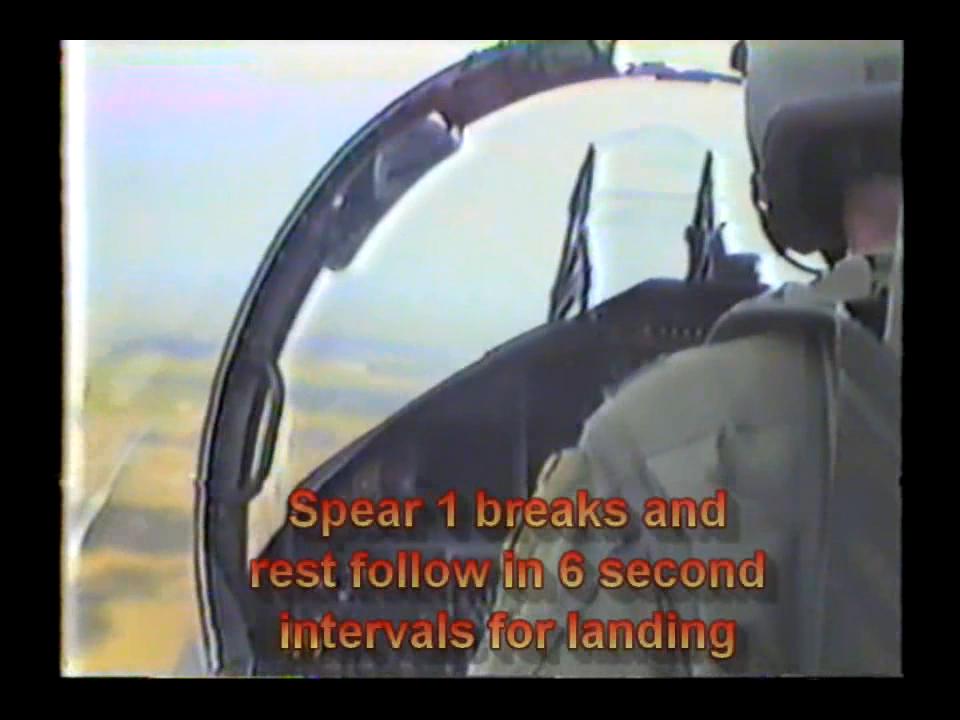 Spear 1 breaks and
rest follow in 6 second
intervals for landing